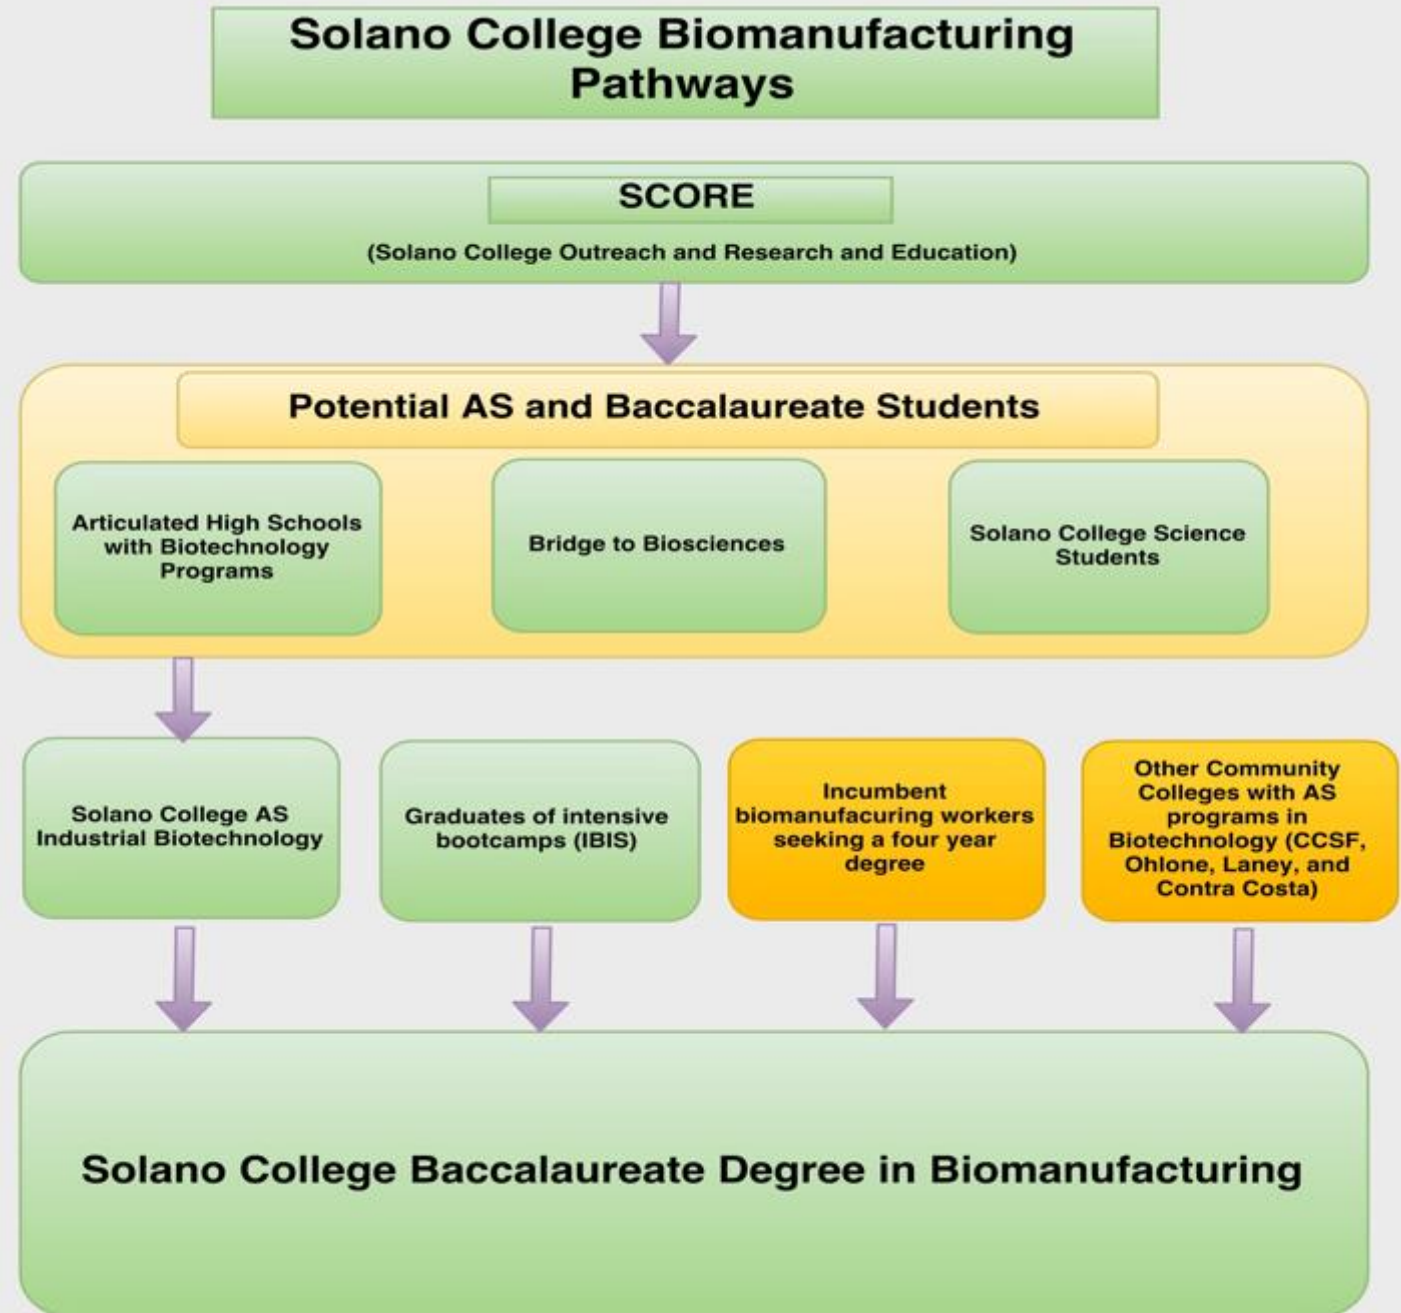 Solano College Biomanufacturing
Pathways
SCORE
(Solano College Outreach and Research and Education)
Potential AS and Baccalaureate Students
Articulated High Schools
with Biotechnology
Programs
Bridge to Biosciences
Solano College Science
Students
Solano College AS
Industrial Biotechnology
Graduates of intensive
bootcamps (IBIS)
Incumbent
biomanufacuring workers
seeking a four year
degree
Other Community
Colleges with AS
programs in
Biotechnology (CCSF,
Ohlone, Laney, and
Contra Costa)
Solano College Baccalaureate Degree in Biomanufacturing